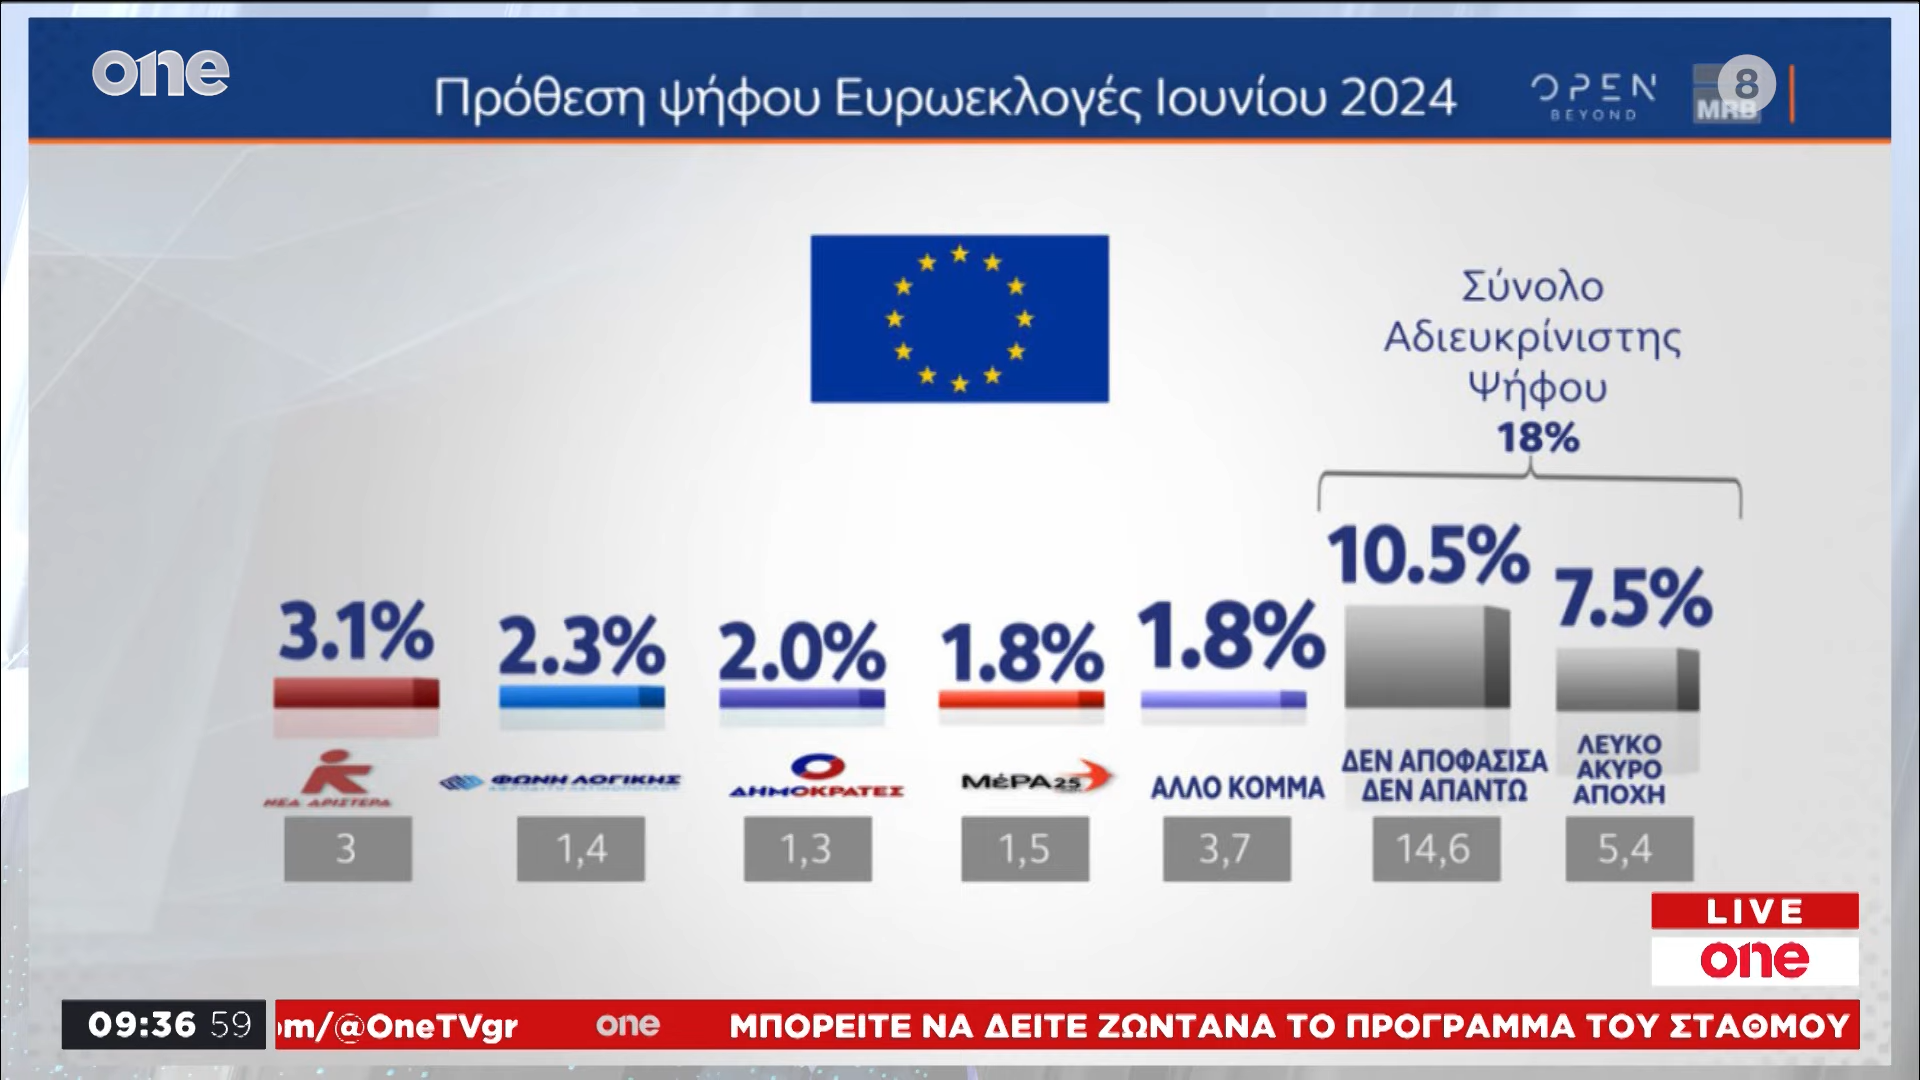 one
Πρόθεση ψήφου Ευρωεκλογές Ιουνίου 2024
OPEN
BEYOND
MRB
8
Σύνολο
Αδιευκρίνιστης
Ψήφου
18%
3.1%
2.3%
2.0%
1.8%
1.8%
10.5%
7.5%
ΝΕΑ ΑΡΙΣΤΕΡΑ
ΦΩΝΗ ΛΟΓΙΚΗΣ
ΔΗΜΟΚΡΑΤΕΣ
ΜέΡΑ25
ΑΛΛΟ ΚΟΜΜΑ
ΔΕΝ ΑΠΟΦΑΣΙΣΑ
ΔΕΝ ΑΠΑΝΤΩ
ΛΕΥΚΟ
ΑΚΥΡΟ
ΑΠΟΧΗ
3
1,4
1,3
1,5
3,7
14,6
5,4
LIVE
one
09:36 59
om/@OneTVgr one ΜΠΟΡΕΙΤΕ ΝΑ ΔΕΙΤΕ ΖΩΝΤΑΝΑ ΤΟ ΠΡΟΓΡΑΜΜΑ ΤΟΥ ΣΤΑΘΜΟΥ